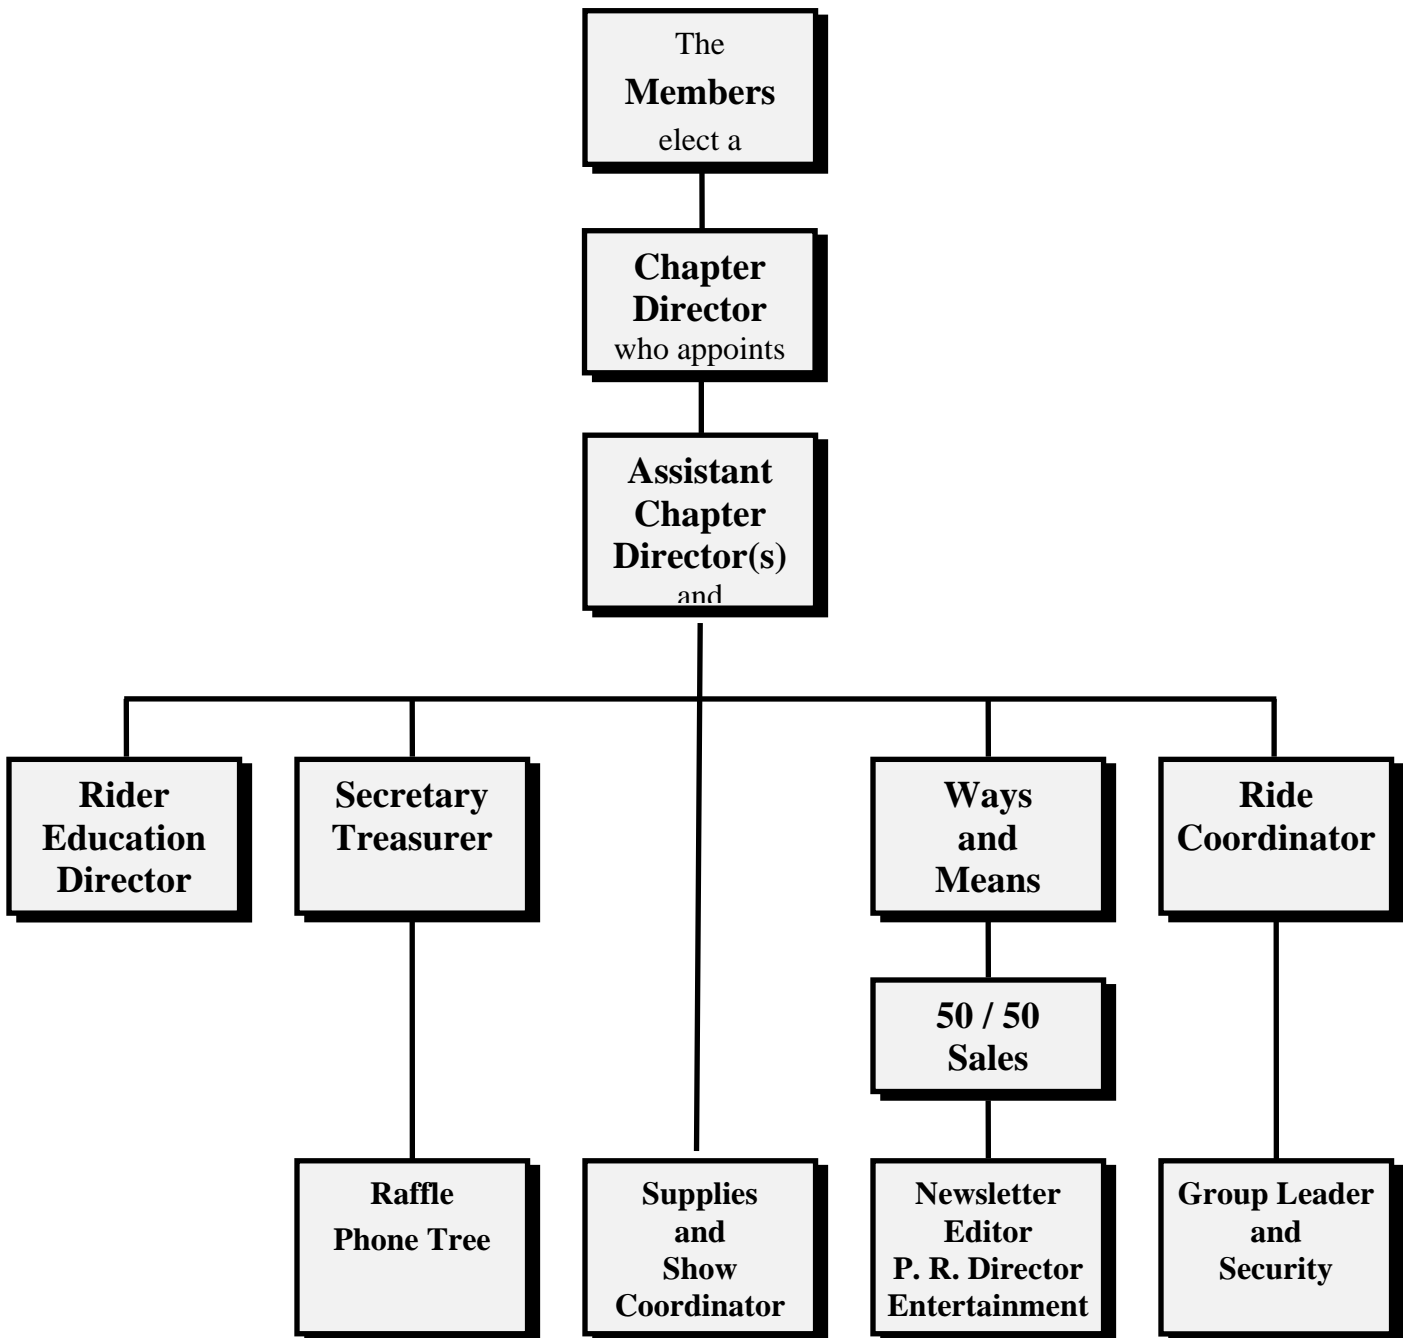 The
Members
elect a
Chapter
Director
who appoints
Assistant
Chapter
Director(s)
and
Rider
Education
Director
Secretary
Treasurer
Ways
and
Means
Ride
Coordinator
50 / 50
Sales
Raffle
Phone Tree
Supplies
and
Show
Coordinator
Newsletter
Editor
P. R. Director
Entertainment
Group Leader
and
Security